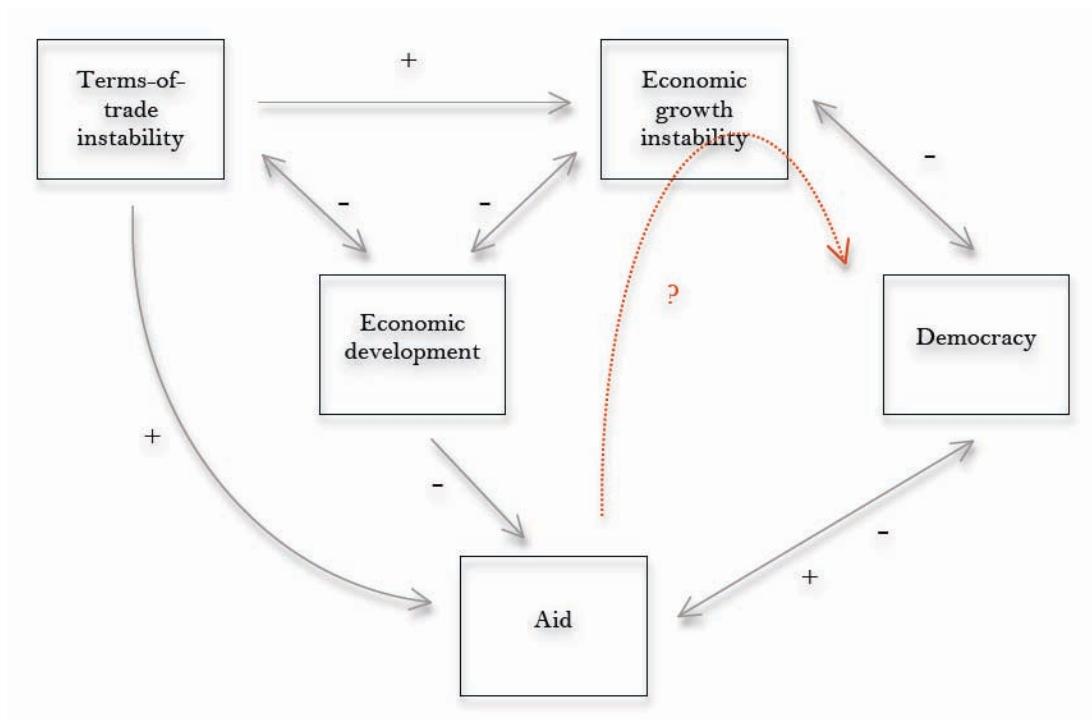 Terms-of-
trade
instability
+
Economic
growth
instability
-
-
-
?
Economic
development
Democracy
+
-
-
+
Aid